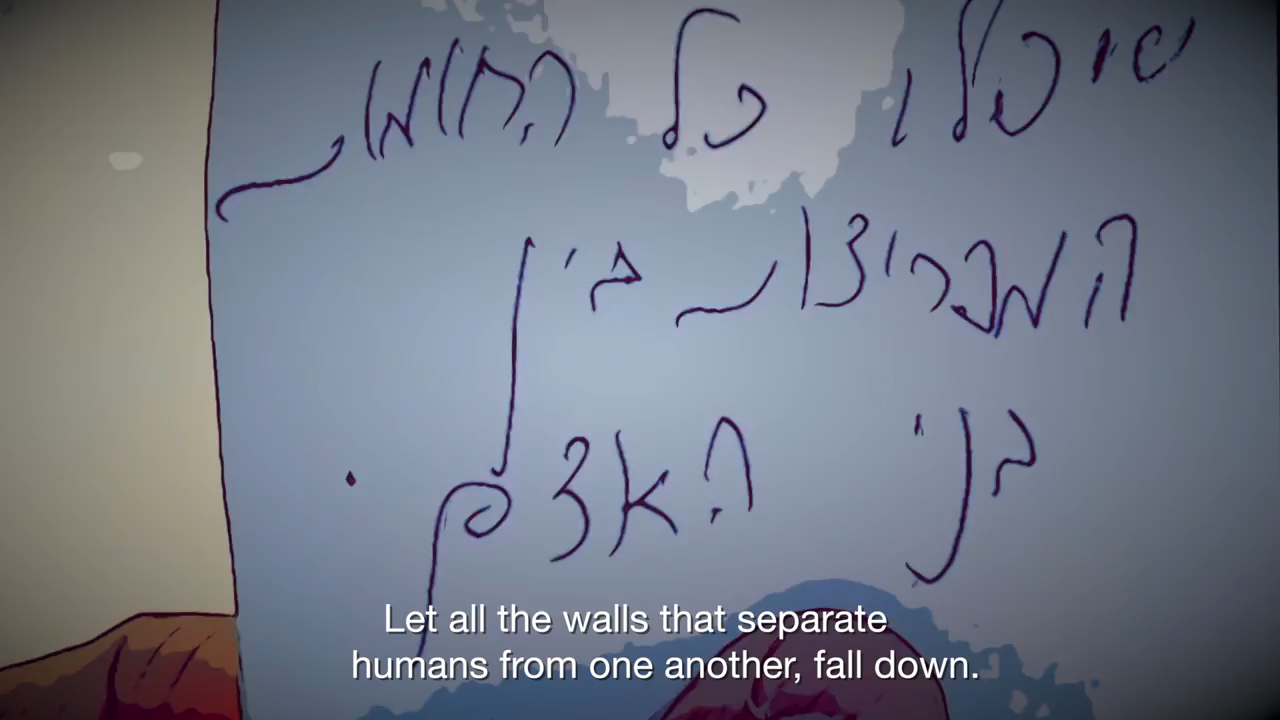 שיפלו כל החומות
המפרידות בין
בני האדם.
Let all the walls that separate
humans from one another, fall down.